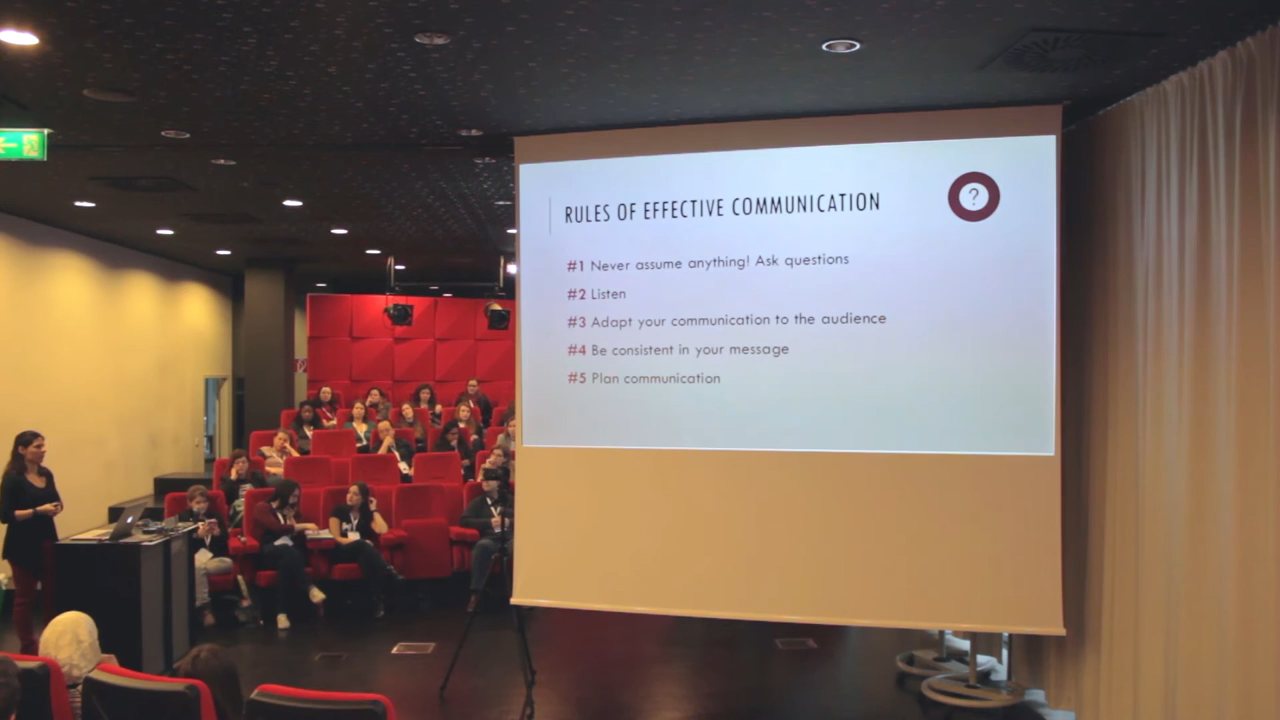 RULES OF EFFECTIVE COMMUNICATION
?
#1 Never assume anything! Ask questions
#2 Listen
#3 Adapt your communication to the audience
#4 Be consistent in your message
#5 Plan communication